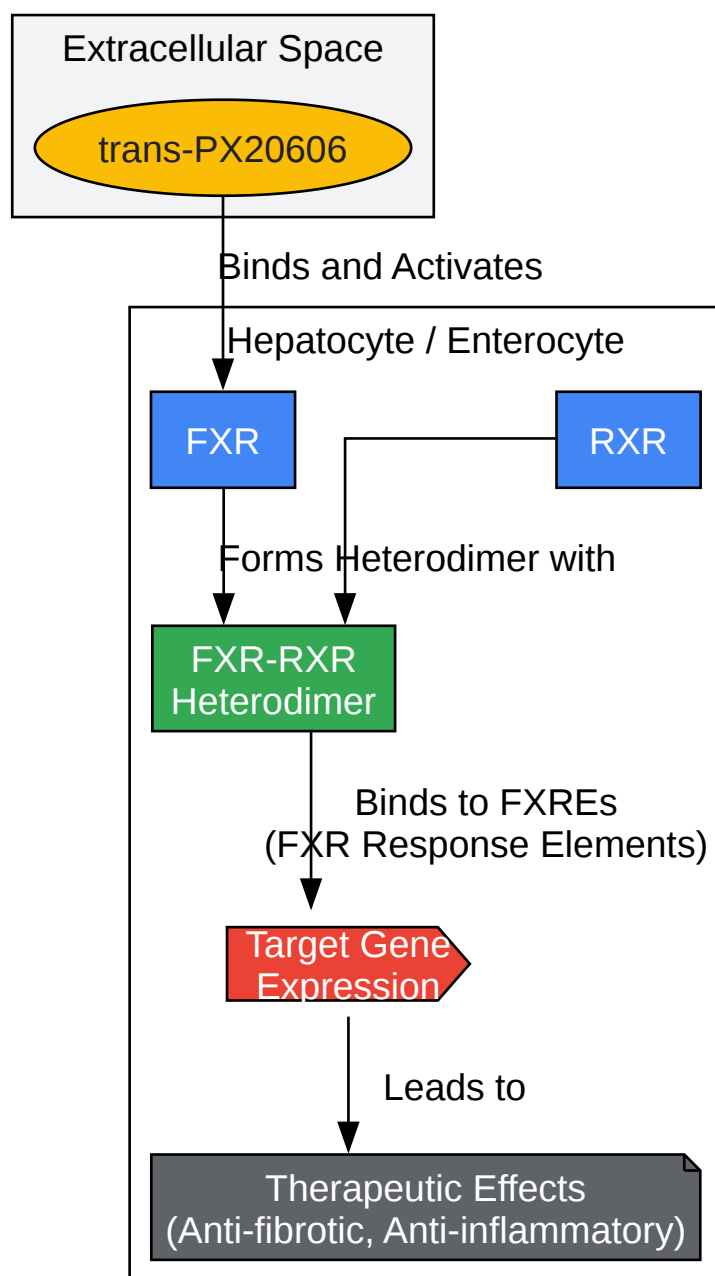 Extracellular Space
trans-PX20606
Binds and Activates
Hepatocyte / Enterocyte
FXR
RXR
Forms Heterodimer with
FXR-RXR
Heterodimer
Binds to FXREs
(FXR Response Elements)
Target Gene
Expression
Leads to
Therapeutic Effects
(Anti-fibrotic, Anti-inflammatory)